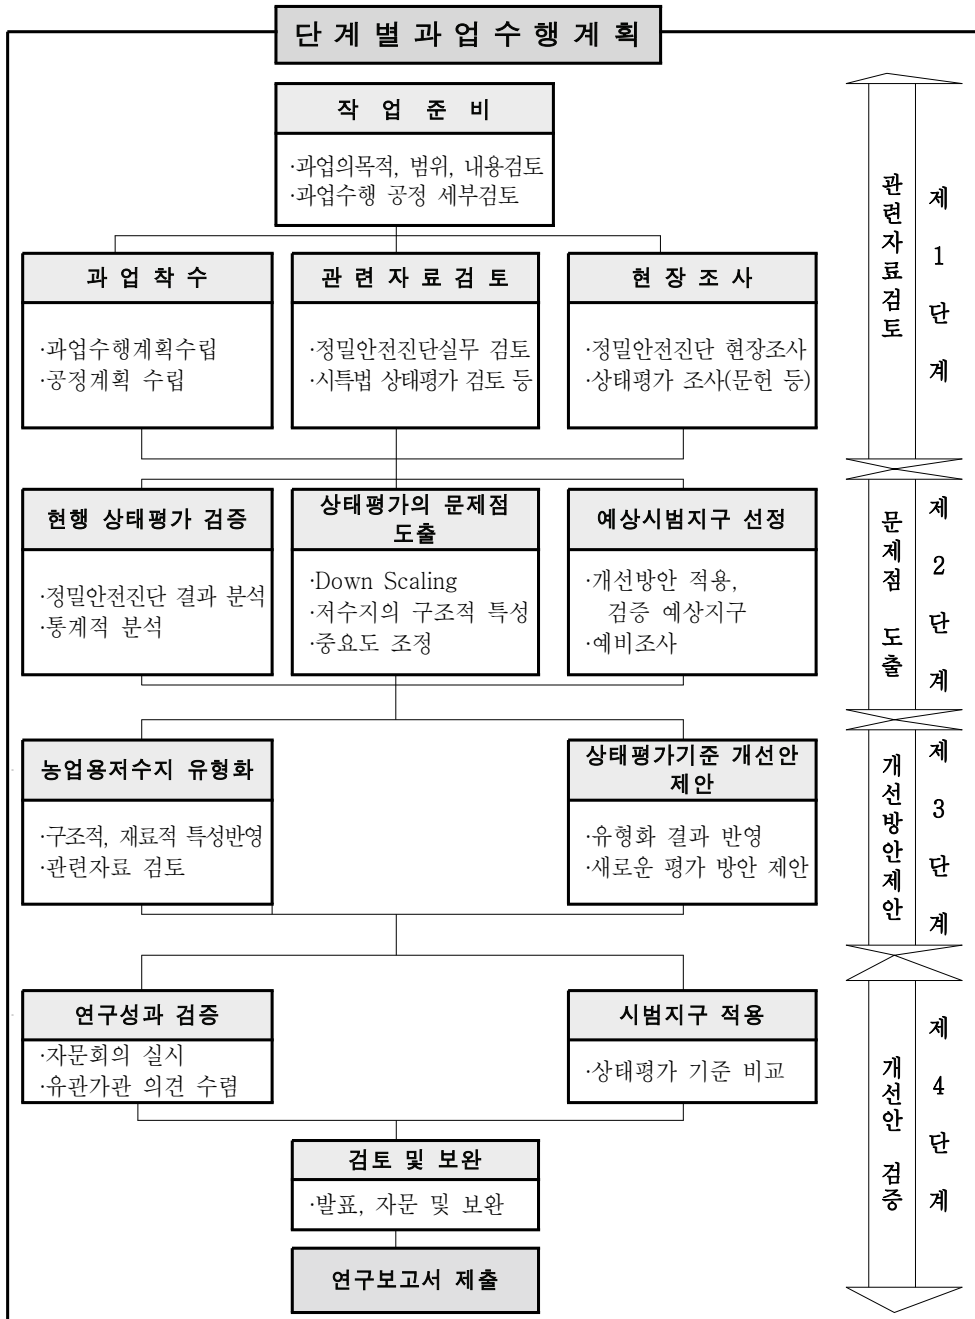 단계별과업수행계획
작 업 준 비
·과업의목적, 범위, 내용검토
·과업수행 공정 세부검토
과 업 착 수
·과업수행계획수립
·공정계획 수립
관 련 자 료 검 토
·정밀안전진단실무 검토
·시특법 상태평가 검토 등
현 장 조 사
·정밀안전진단 현장조사
·상태평가 조사(문헌 등)
관련자료검토
제 1 단 계
현행 상태평가 검증
·정밀안전진단 결과 분석
·통계적 분석
상태평가의 문제점
도출
·Down Scaling
·저수지의 구조적 특성
·중요도 조정
예상시범지구 선정
·개선방안 적용,
검증 예상지구
·예비조사
문제점 도출
제 2 단 계
농업용저수지 유형화
·구조적, 재료적 특성반영
·관련자료 검토
상태평가기준 개선안
제안
·유형화 결과 반영
·새로운 평가 방안 제안
개선방안제안
제 3 단 계
연구성과 검증
·자문회의 실시
·유관가관 의견 수렴
시범지구 적용
·상태평가 기준 비교
개선안 검증
제 4 단 계
검토 및 보완
·발표, 자문 및 보완
연구보고서 제출